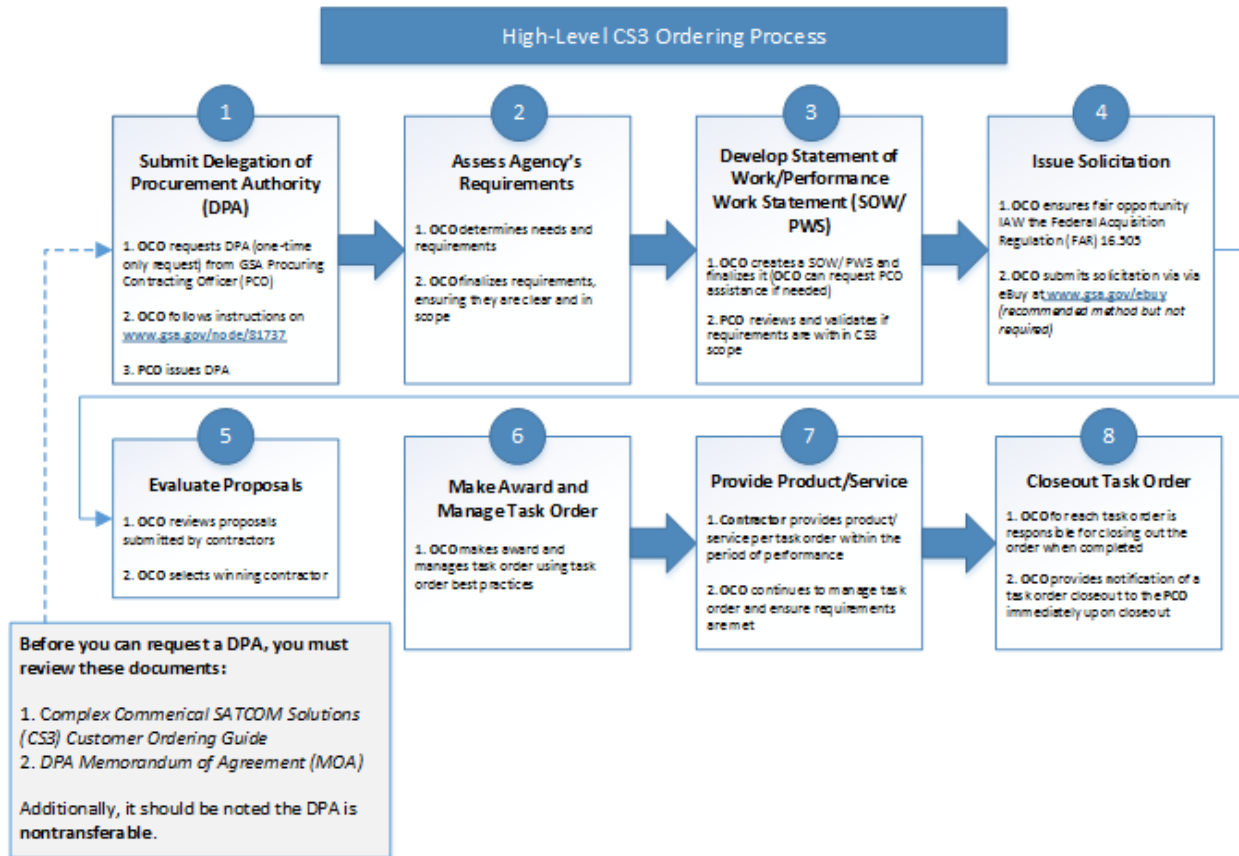 High-Level CS3 Ordering Process
1
Submit Delegation of
Procurement Authority
(DPA)
1. OCO requests DPA (one-time
only request) from GSA Procuring
Contracting Officer (PCO)
2. OCO follows instructions on
www.gsa.gov/node/81737
3. PCO issues DPA
2
Assess Agency's
Requirements
1. OCO determines needs and
requirements
2. OCO finalizes requirements,
ensuring they are clear and in
scope
3
Develop Statement of
Work/Performance
Work Statement (SOW/
PWS)
1. OCO creates a SOW/ PWS and
finalizes it (OCO can request PCO
assistance if needed)
2. PCO reviews and validates if
requirements are within CS3
scope
4
Issue Solicitation
1. OCO ensures fair opportunity
IAW the Federal Acquisition
Regulation (FAR) 16.505
2. OCO submits solicitation via via
eBuy at www.gsa.gov/ebuy
(recommended method but not
required)
5
Evaluate Proposals
1. OCO reviews proposals
submitted by contractors
2. OCO selects winning contractor
6
Make Award and
Manage Task Order
1. OCO makes award and
manages task order using task
order best practices
7
Provide Product/Service
1. Contractor provides product/
service per task order within the
period of performance
2. OCO continues to manage task
order and ensure requirements
are met
8
Closeout Task Order
1. OCO for each task order is
responsible for closing out the
order when completed
2. OCO provides notification of a
task order closeout to the PCO
immediately upon closeout
Before you can request a DPA, you must
review these documents:
1. Complex Commerical SATCOM Solutions
(CS3) Customer Ordering Guide
2. DPA Memorandum of Agreement (MOA)
Additionally, it should be noted the DPA is
nontransferable.